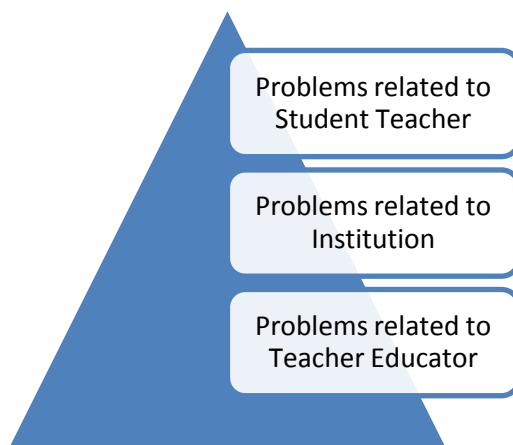 Problems related to
Student Teacher
Problems related to
Institution
Problems related to
Teacher Educator